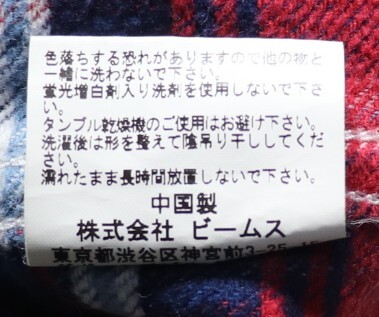 色落ちする恐れがありますので他の物と
一緒に洗わないで下さい。
蛍光増白剤入り洗剤を使用しないで下さい。
タンブル乾燥機のご使用はお避け下さい。
洗濯後は形を整えて陰吊り干ししてください。
濡れたまま長時間放置しないで下さい。
中国製
株式会社 ビームス
東京都渋谷区神宮前3-25-15